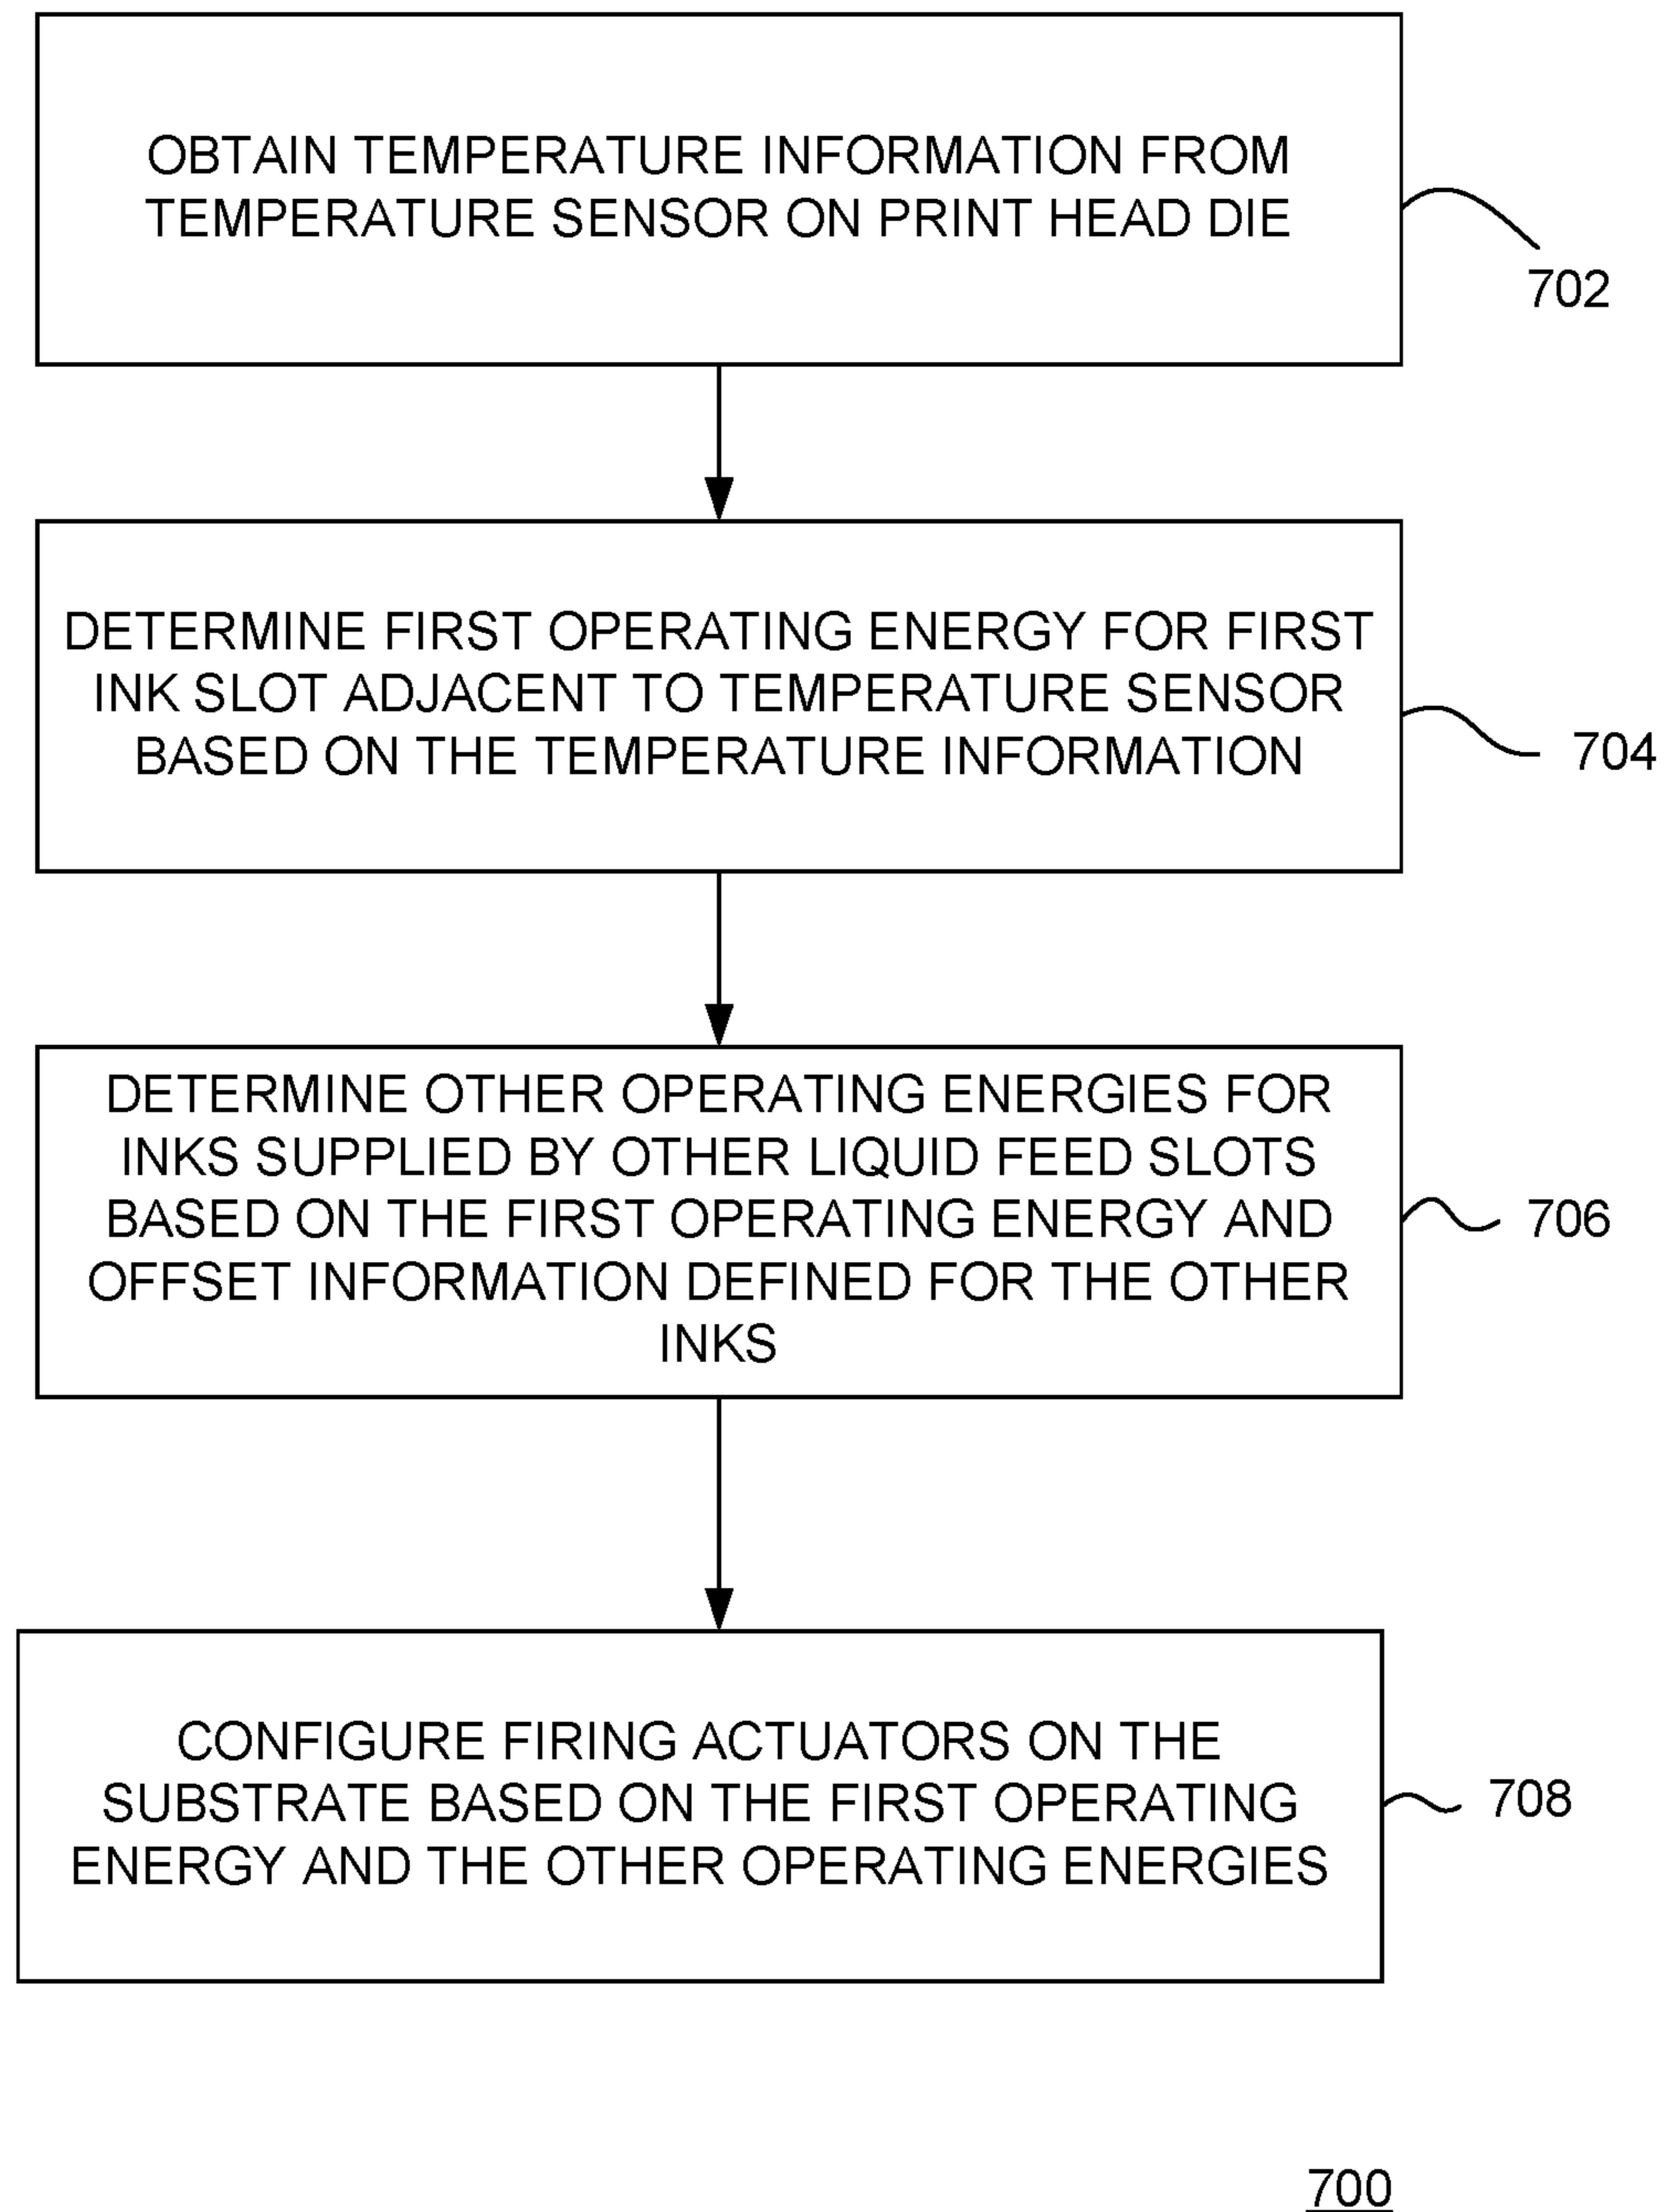 OBTAIN TEMPERATURE INFORMATION FROM
TEMPERATURE SENSOR ON PRINT HEAD DIE
702
DETERMINE FIRST OPERATING ENERGY FOR FIRST
INK SLOT ADJACENT TO TEMPERATURE SENSOR
BASED ON THE TEMPERATURE INFORMATION
704
DETERMINE OTHER OPERATING ENERGIES FOR
INKS SUPPLIED BY OTHER LIQUID FEED SLOTS
BASED ON THE FIRST OPERATING ENERGY AND
OFFSET INFORMATION DEFINED FOR THE OTHER
INKS
706
CONFIGURE FIRING ACTUATORS ON THE
SUBSTRATE BASED ON THE FIRST OPERATING
ENERGY AND THE OTHER OPERATING ENERGIES
708
700